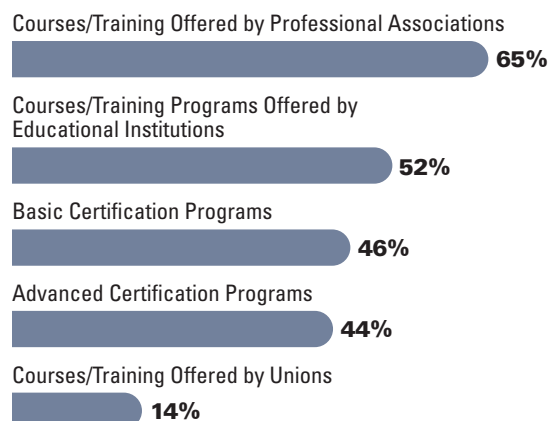 Courses/Training Offered by Professional Associations
65%
Courses/Training Programs Offered by
Educational Institutions
52%
Basic Certification Programs
46%
Advanced Certification Programs
44%
Courses/Training Offered by Unions
14%